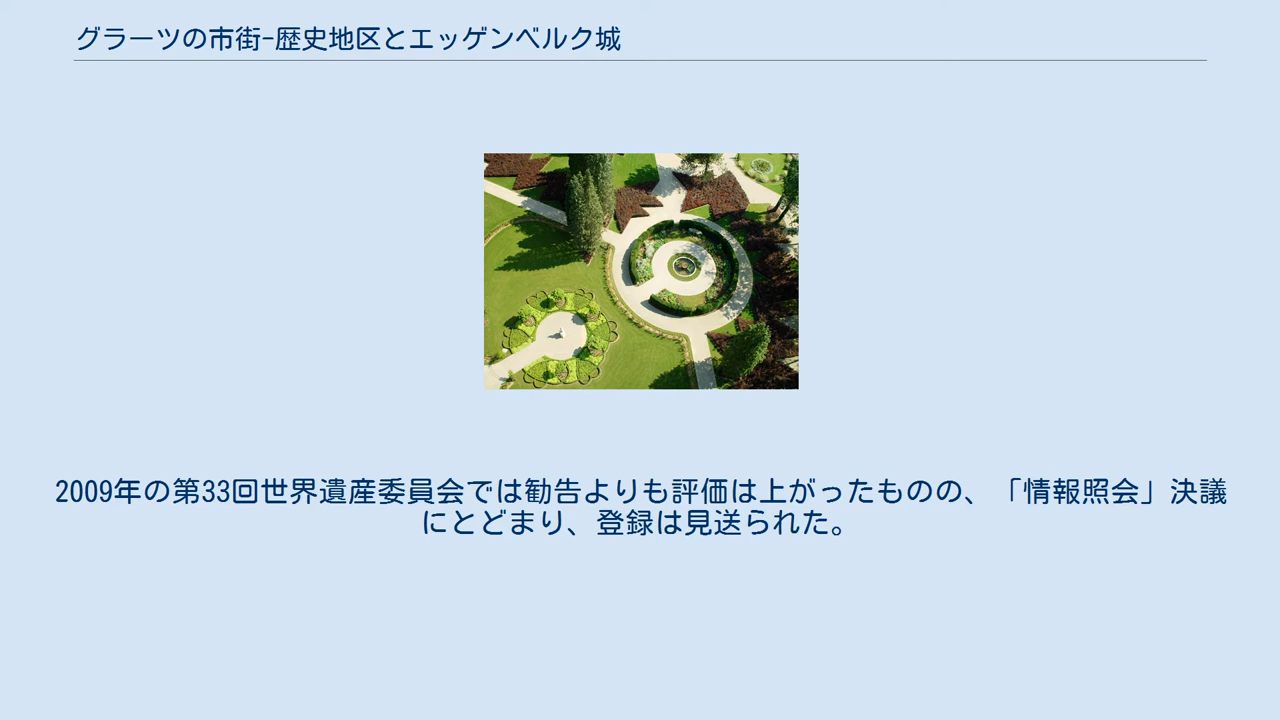 グラーツの市街-歴史地区とエッゲンベルク城
2009年の第33回世界遺産委員会では勧告よりも評価は上がったものの、「情報照会」決議
にとどまり、登録は見送られた。